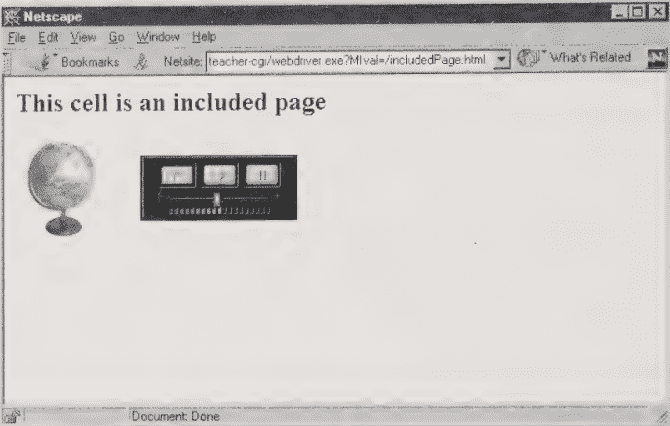 Netscape
File Edit View Go Window Help
Bookmarks Netsite: teacher-cgi/webdriver.exe?MIval=/includedPage.html What's Related
This cell is an included page
Document: Done